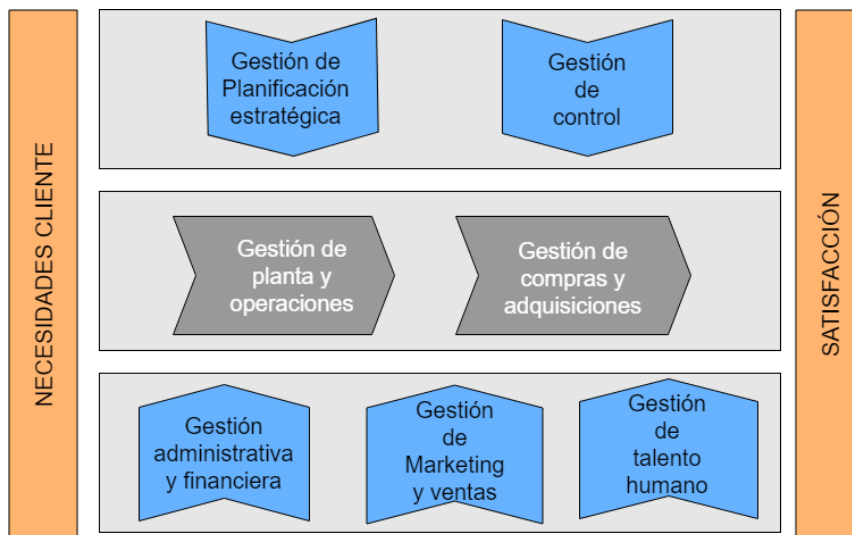 NECESIDADES CLIENTE
Gestión de
Planificación
estratégica
Gestión
de
control
Gestión de
planta y
operaciones
Gestión de
compras y
adquisiciones
Gestión
administrativa
y financiera
Gestión
de
Marketing
y ventas
Gestión
de
talento
humano
SATISFACCIÓN